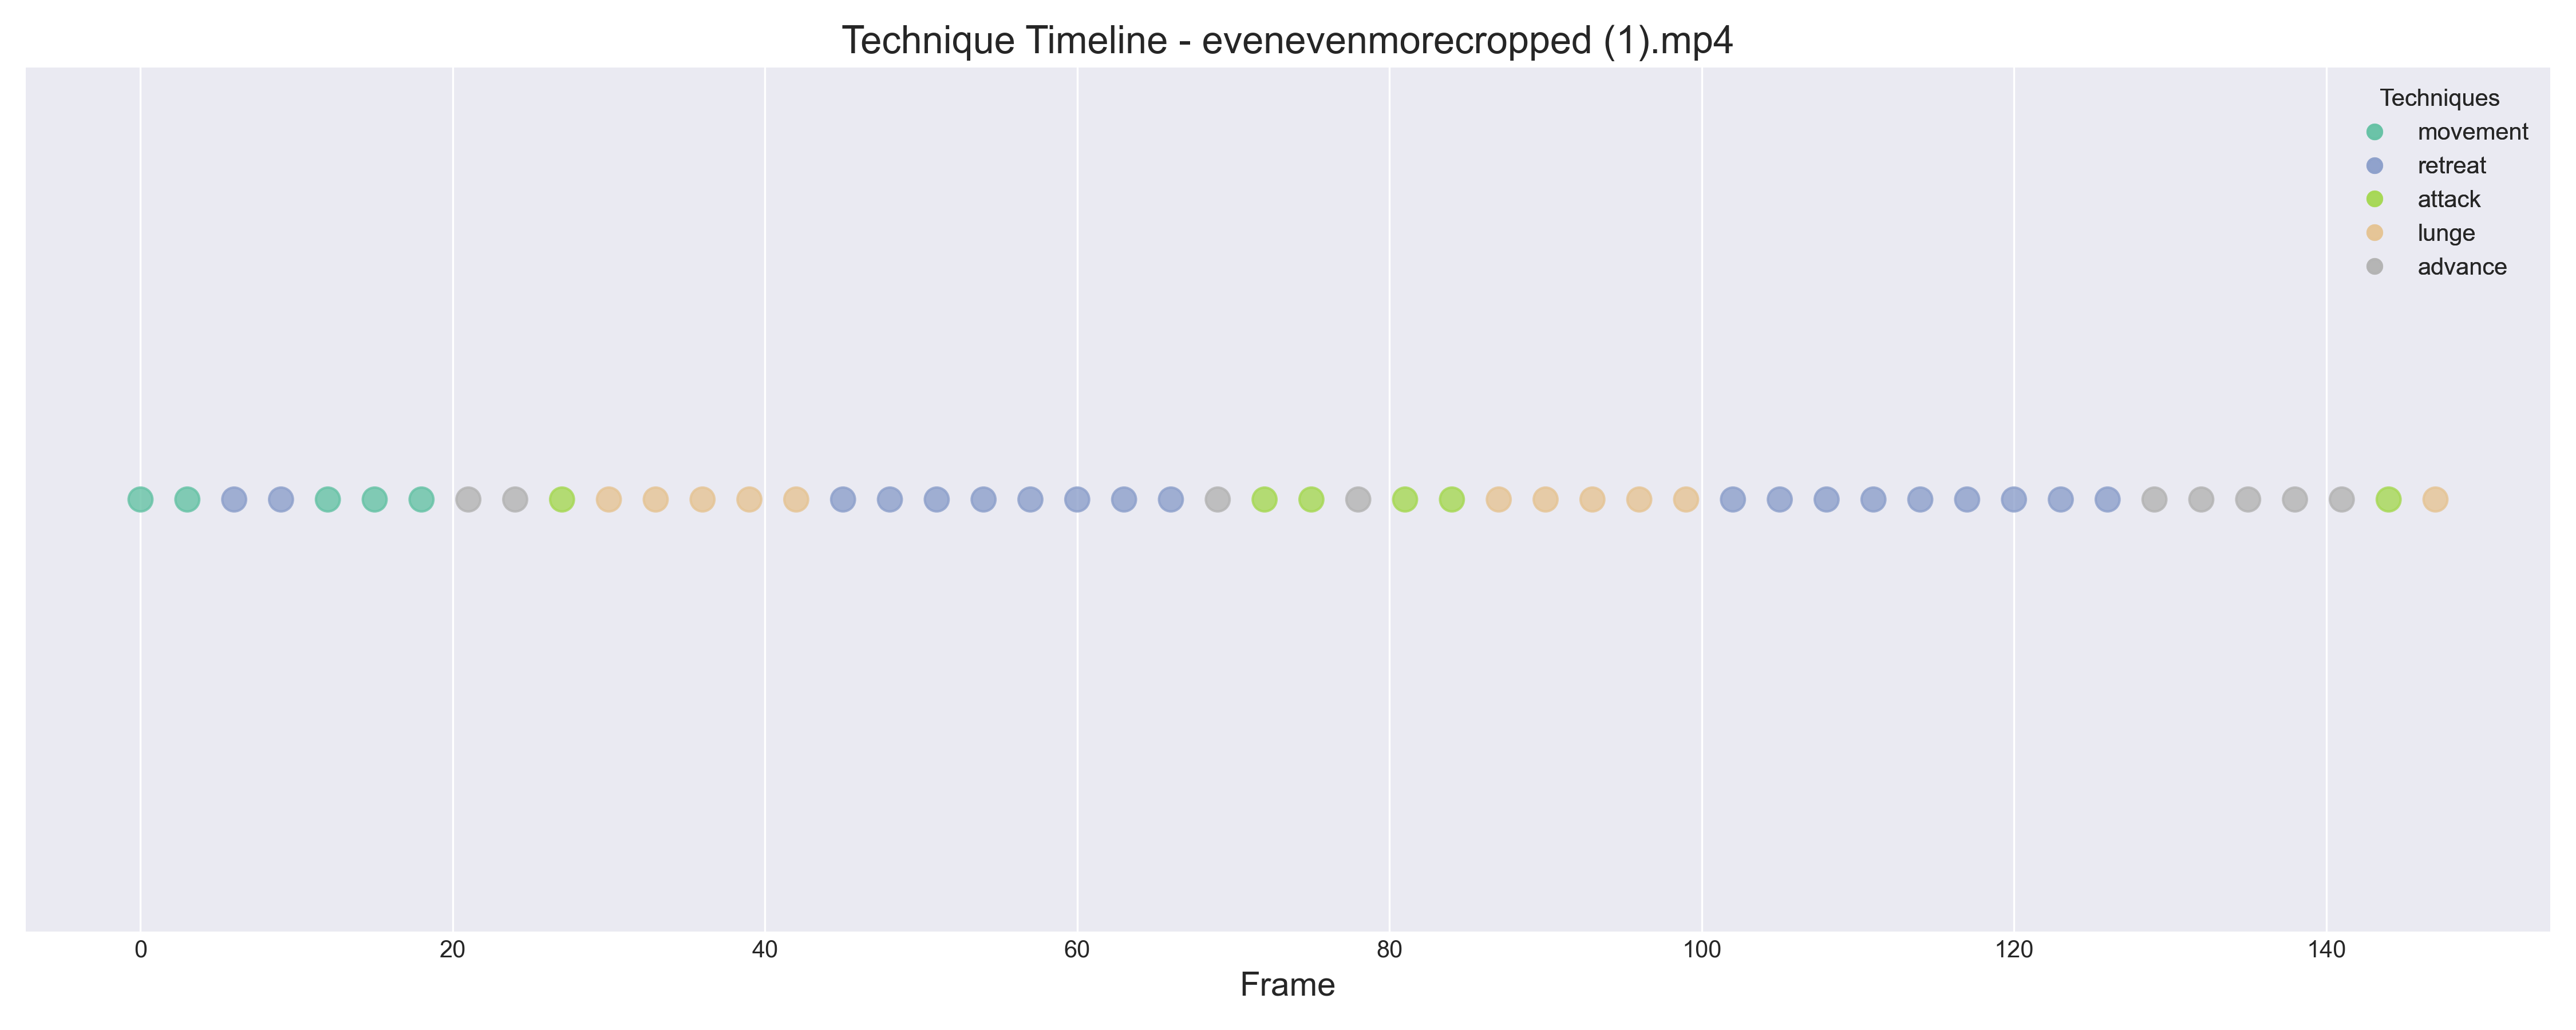 Technique Timeline - evenevenmorecropped (1).mp4
Techniques
movement
retreat
attack
lunge
advance
0 20 40 60 80 100 120 140
Frame